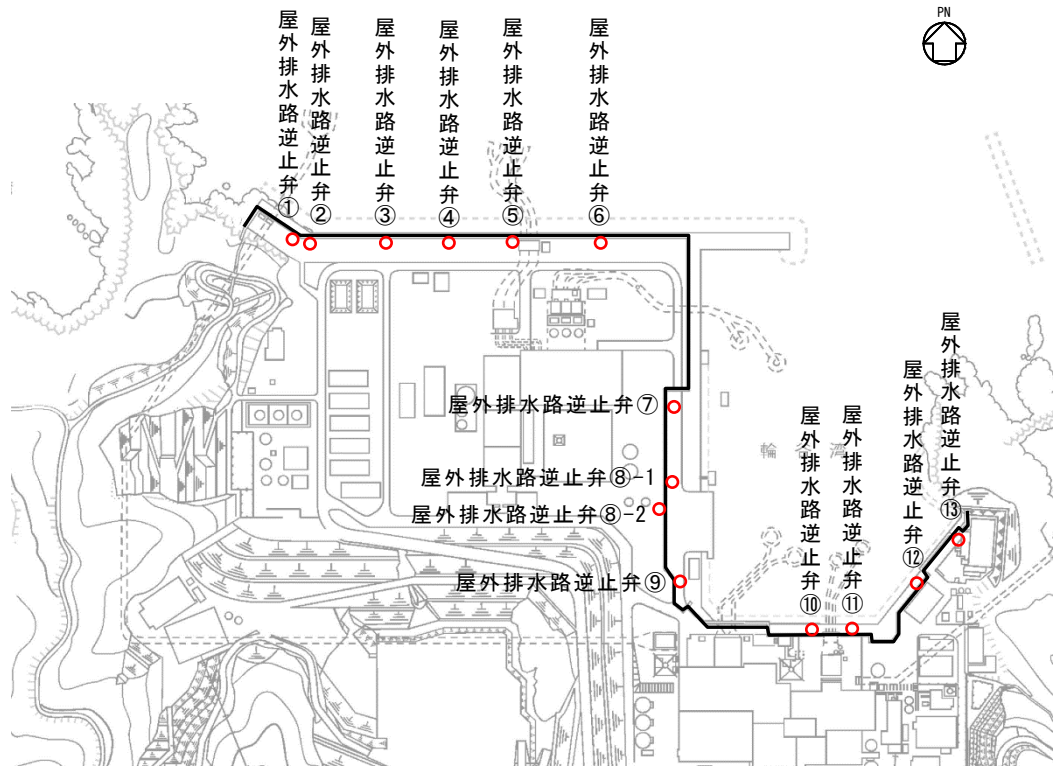 PN
屋外排水路逆止弁①
屋外排水路逆止弁②
屋外排水路逆止弁③
屋外排水路逆止弁④
屋外排水路逆止弁⑤
屋外排水路逆止弁⑥
屋外排水路逆止弁⑦
屋外排水路逆止弁⑧-1
屋外排水路逆止弁⑧-2
屋外排水路逆止弁⑨
屋外排水路逆止弁⑩
屋外排水路逆止弁⑪
屋外排水路逆止弁⑫
屋外排水路逆止弁⑬
輪谷湾